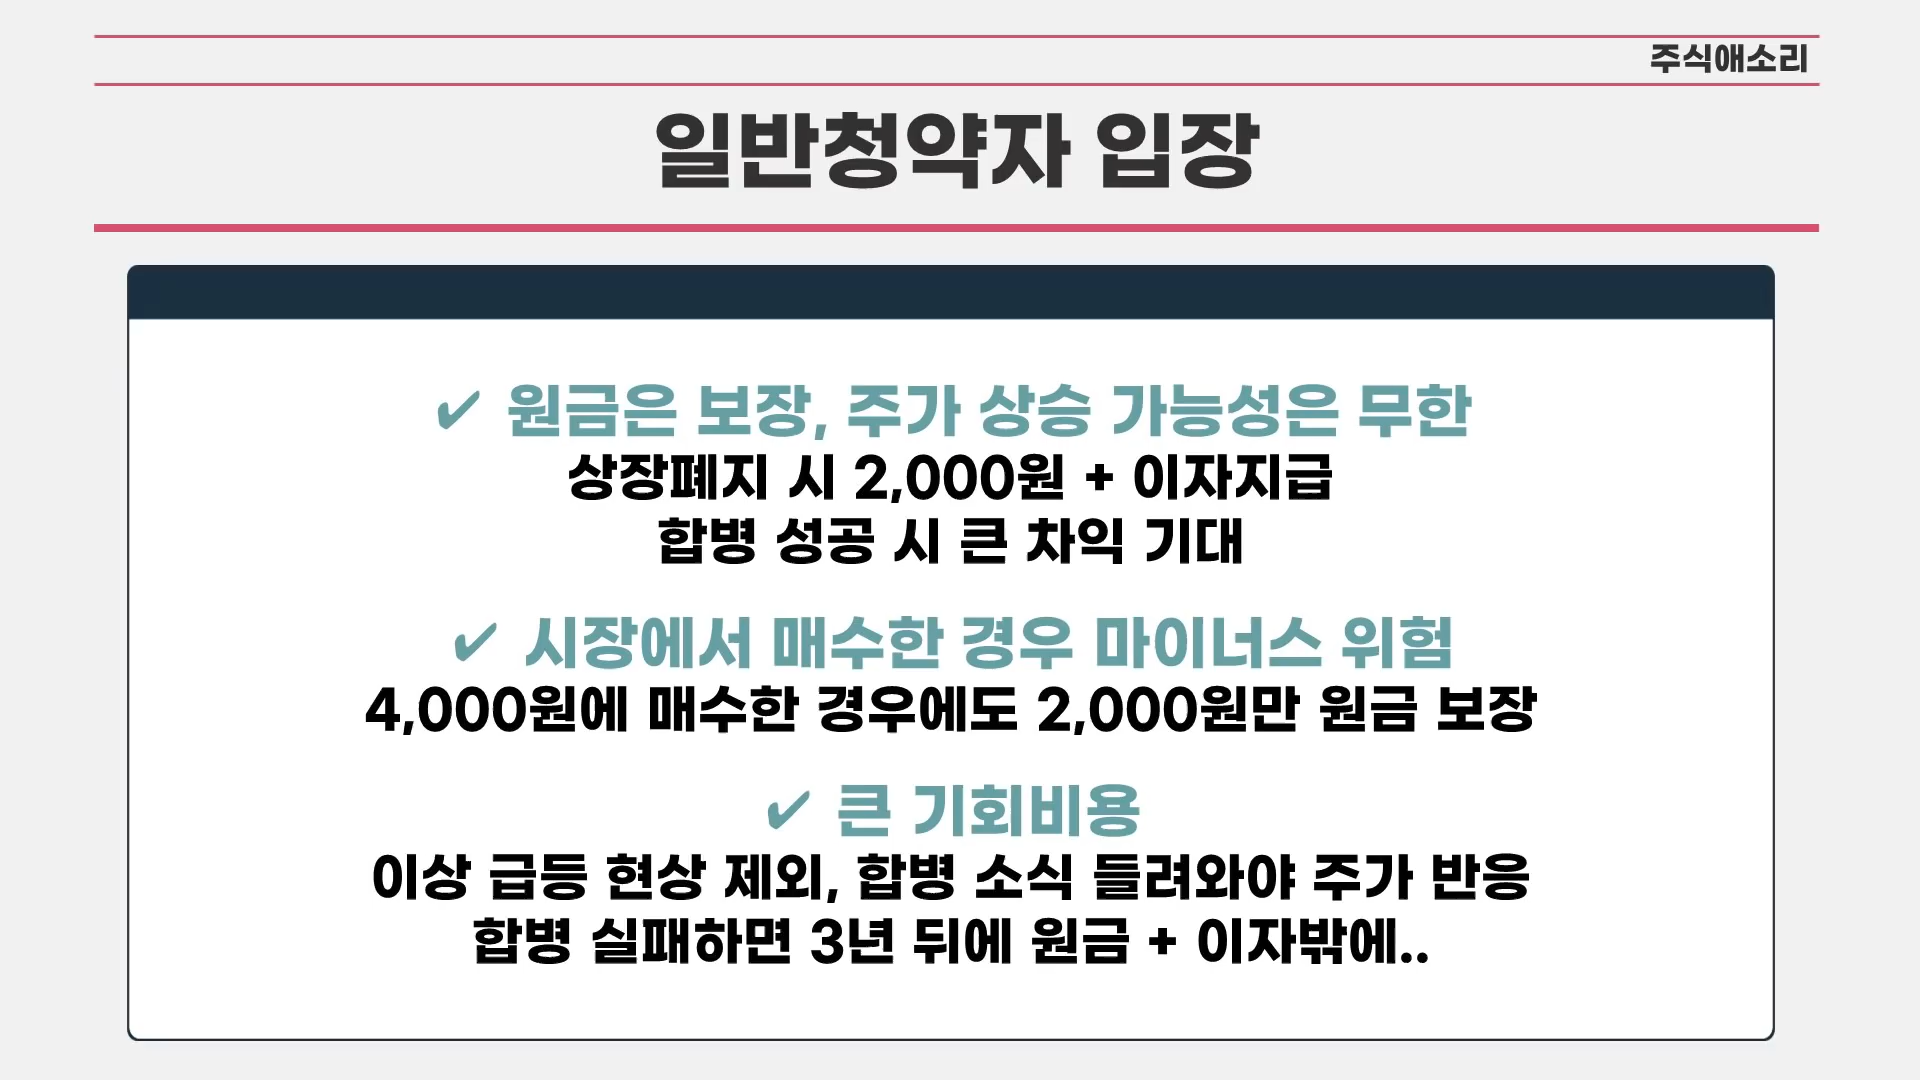 주식애소리
일반청약자 입장
✔ 원금은 보장, 주가 상승 가능성은 무한
상장폐지 시 2,000원 + 이자지급
합병 성공 시 큰 차익 기대
✔ 시장에서 매수한 경우 마이너스 위험
4,000원에 매수한 경우에도 2,000원만 원금 보장
✔ 큰 기회비용
이상 급등 현상 제외, 합병 소식 들려와야 주가 반응
합병 실패하면 3년 뒤에 원금 + 이자밖에..